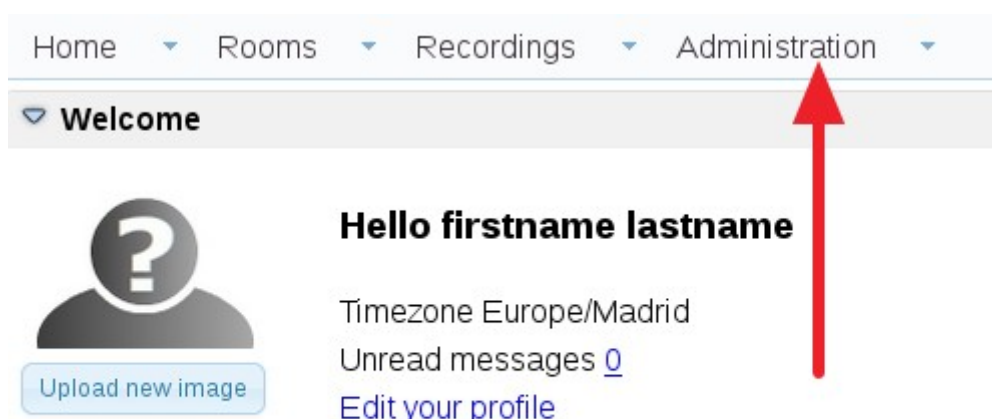 Home Rooms Recordings Administration
Welcome
Hello firstname lastname
Timezone Europe/Madrid
Unread messages 0
Upload new image
Edit your profile